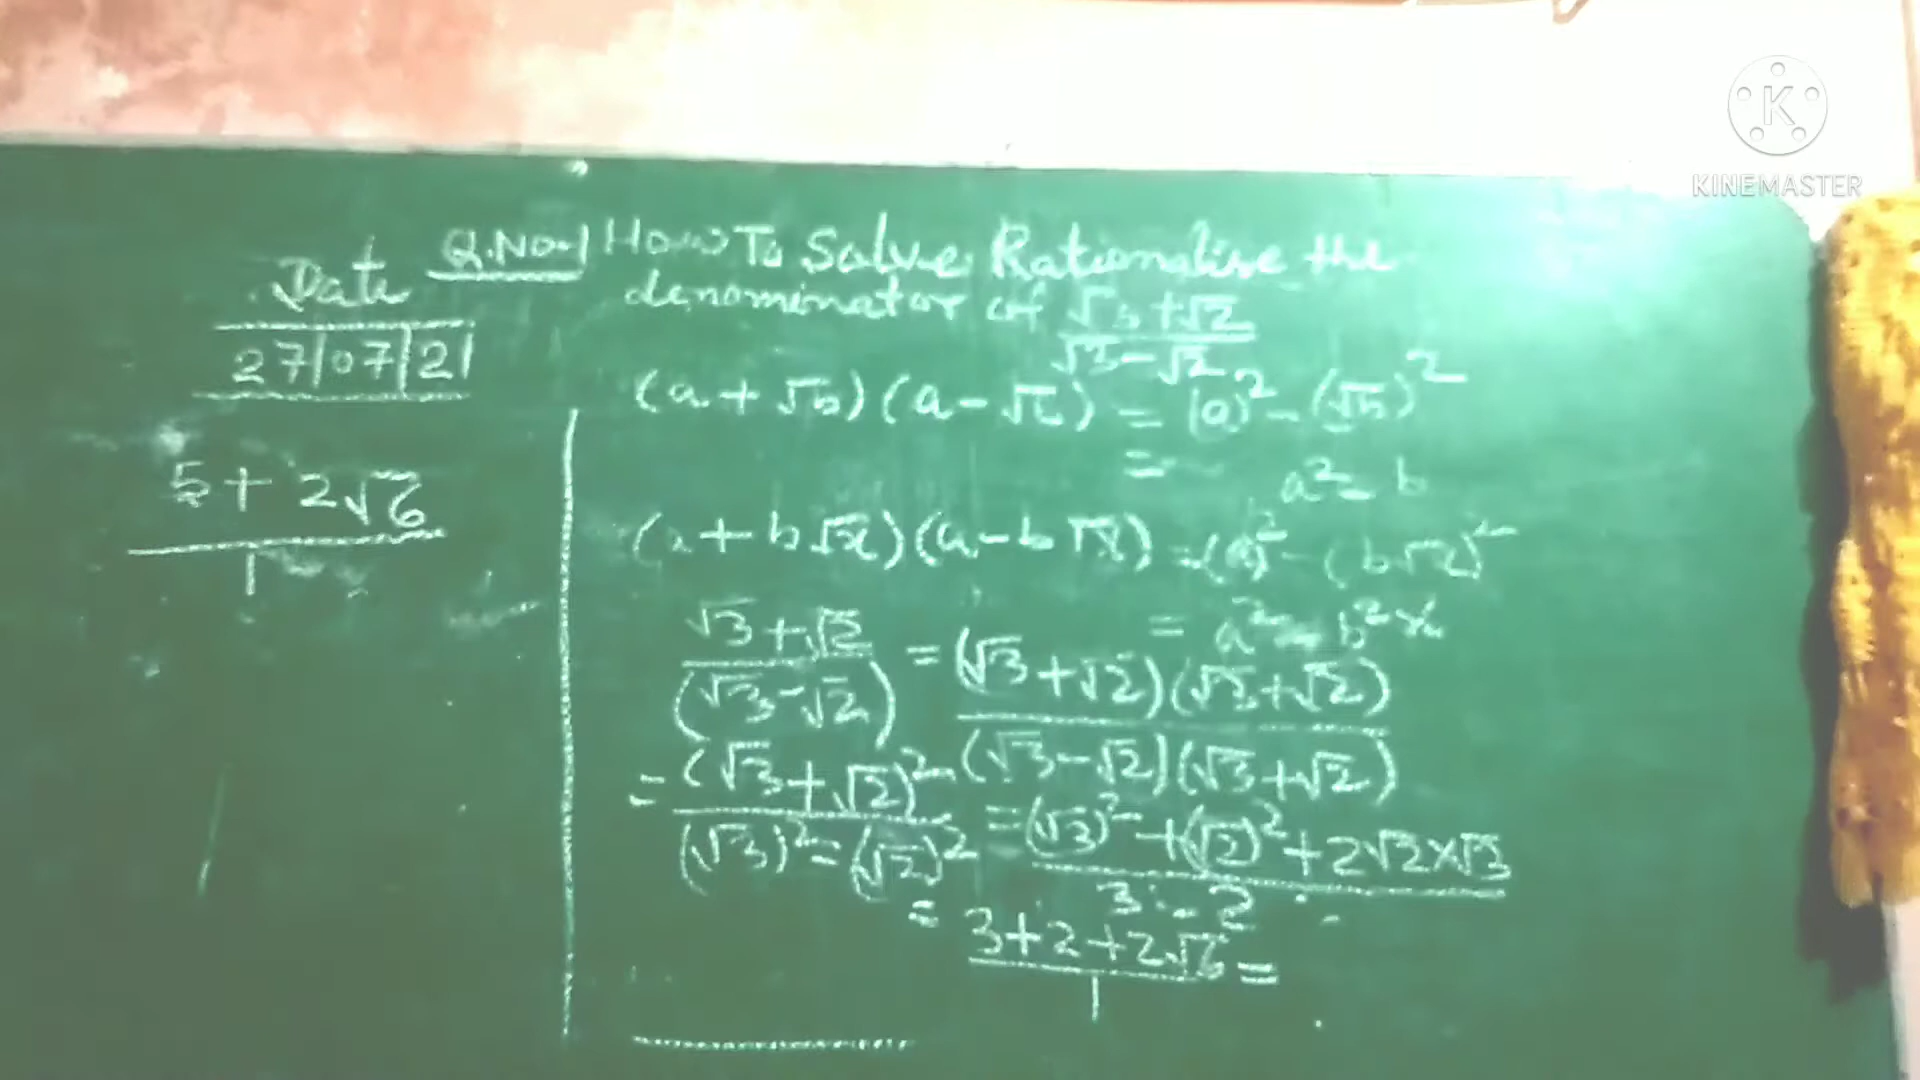 Date
27/07/21
Q.No-1 How To Solve Rationalise the
denominator of √3+√2 / √3-√2
(a+√b)(a-√b) = (a)²-(√b)²
= a²-b
(a+b√x)(a-b√x) = (a)²-(b√x)²
= a²-b²x
√3+√2 / (√3-√2) = (√3+√2)(√3+√2) / (√3-√2)(√3+√2)
= (√3+√2)² / (√3)²-(√2)² = (√3)²+(√2)²+2√2×√3 / 3-2
= 3+2+2√6 / 1 =
5+2√6 / 1
K
KINEMASTER